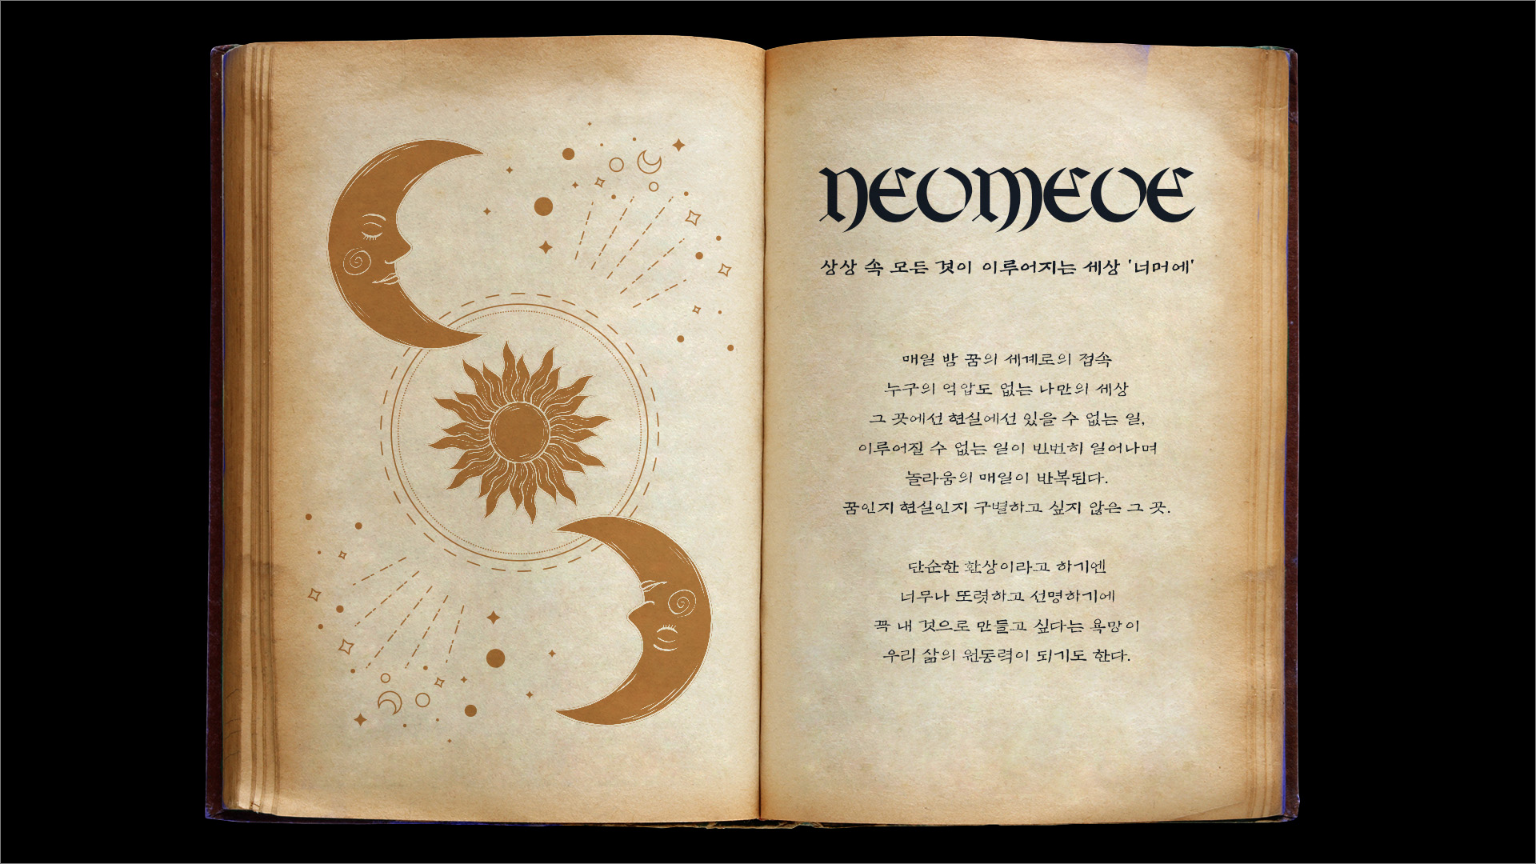 NEOMEOE
상상 속 모든 것이 이루어지는 세상 '너머에'
매일 밤 꿈의 세계로의 접속
누구의 억압도 없는 나만의 세상
그 곳에선 현실에선 있을 수 없는 일,
이루어질 수 없는 일이 빈번히 일어나며
놀라움의 매일이 반복된다.
꿈인지 현실인지 구별하고 싶지 않은 그 곳.
단순한 환상이라고 하기엔
너무나 또렷하고 선명하기에
꼭 내 것으로 만들고 싶다는 욕망이
우리 삶의 원동력이 되기도 한다.